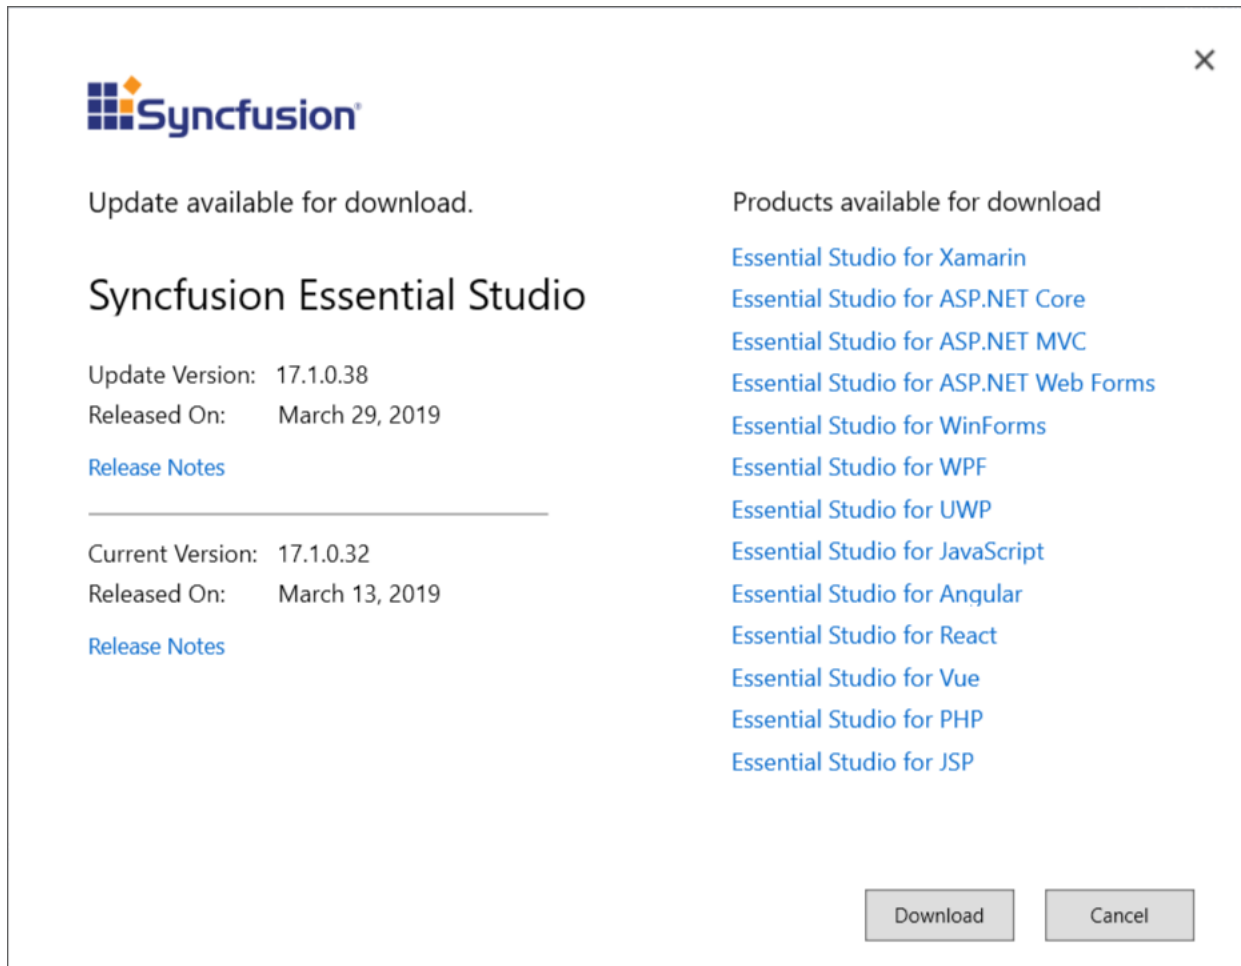 Syncfusion®
Update available for download.
Syncfusion Essential Studio
Update Version: 17.1.0.38
Released On: March 29, 2019
Release Notes
Current Version: 17.1.0.32
Released On: March 13, 2019
Release Notes
Products available for download
Essential Studio for Xamarin
Essential Studio for ASP.NET Core
Essential Studio for ASP.NET MVC
Essential Studio for ASP.NET Web Forms
Essential Studio for WinForms
Essential Studio for WPF
Essential Studio for UWP
Essential Studio for JavaScript
Essential Studio for Angular
Essential Studio for React
Essential Studio for Vue
Essential Studio for PHP
Essential Studio for JSP
Download
Cancel